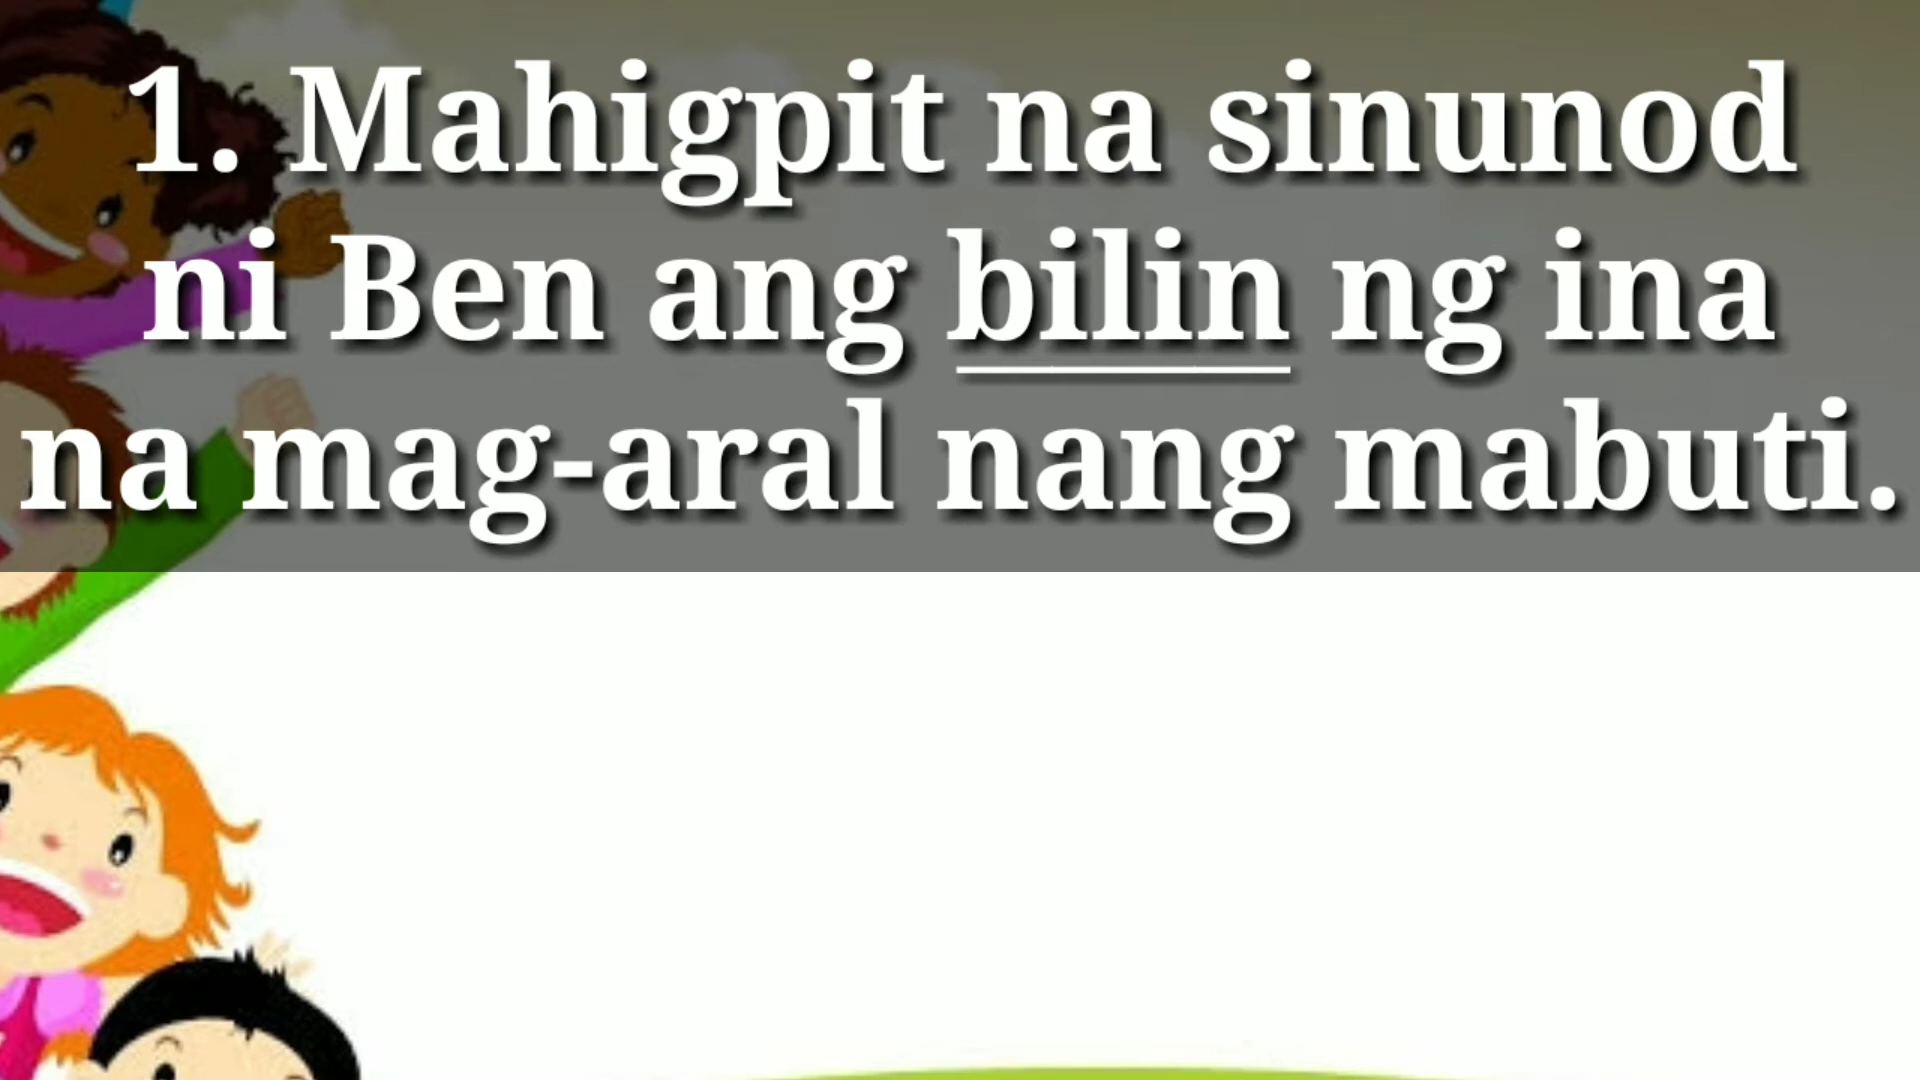 1. Mahigpit na sinunod
ni Ben ang bilin ng ina
na mag-aral nang mabuti.